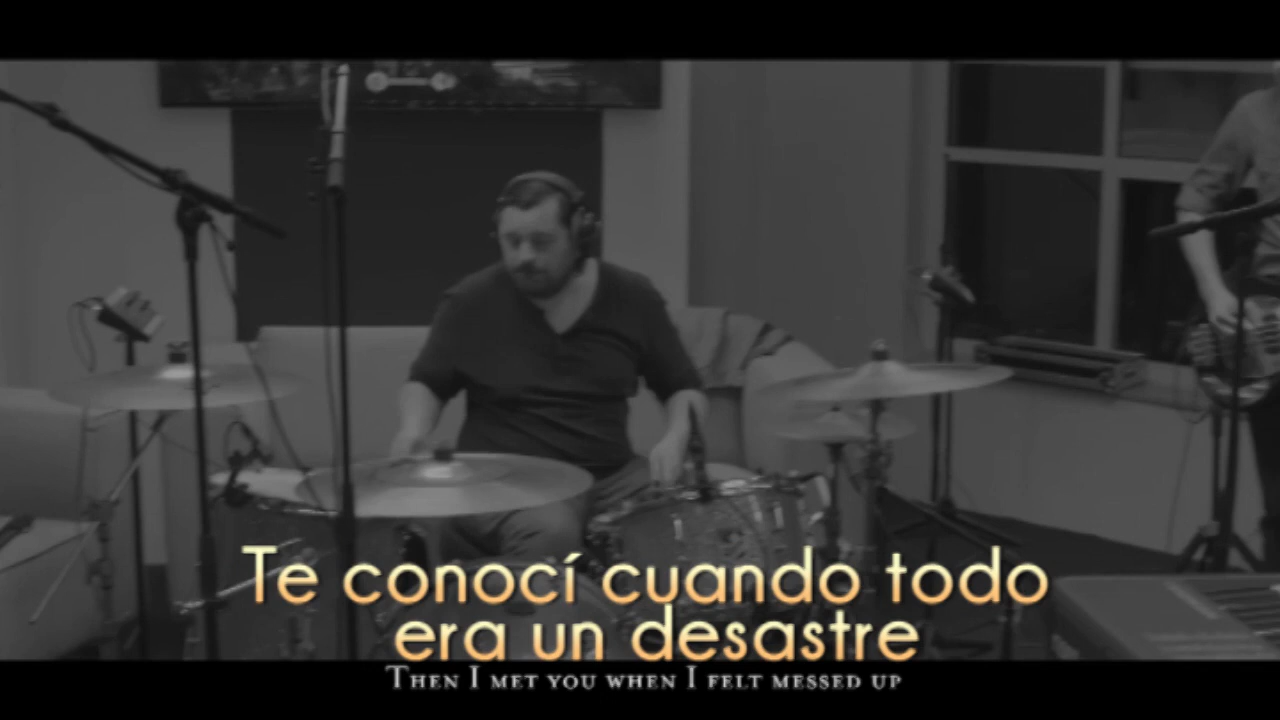 Te conocí cuando todo
era un desastre
Then I met you when I felt messed up